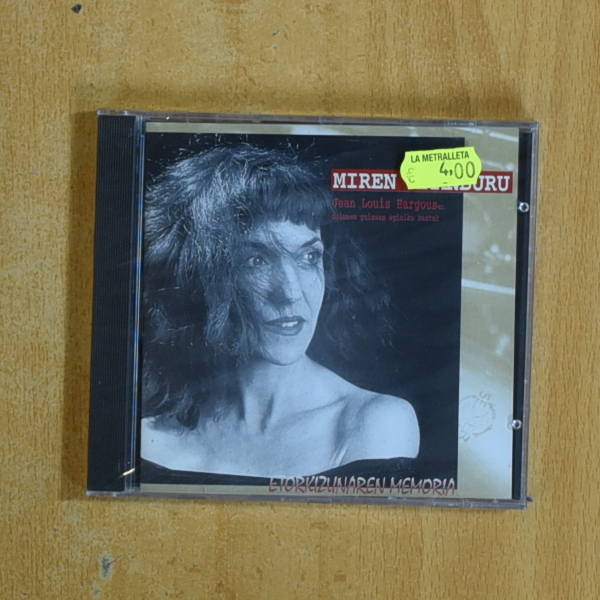 LA METRALLETA
€ 4,00
MIREN
Jean Louis Hargous
ETORKIZUNAREN MEMORIA